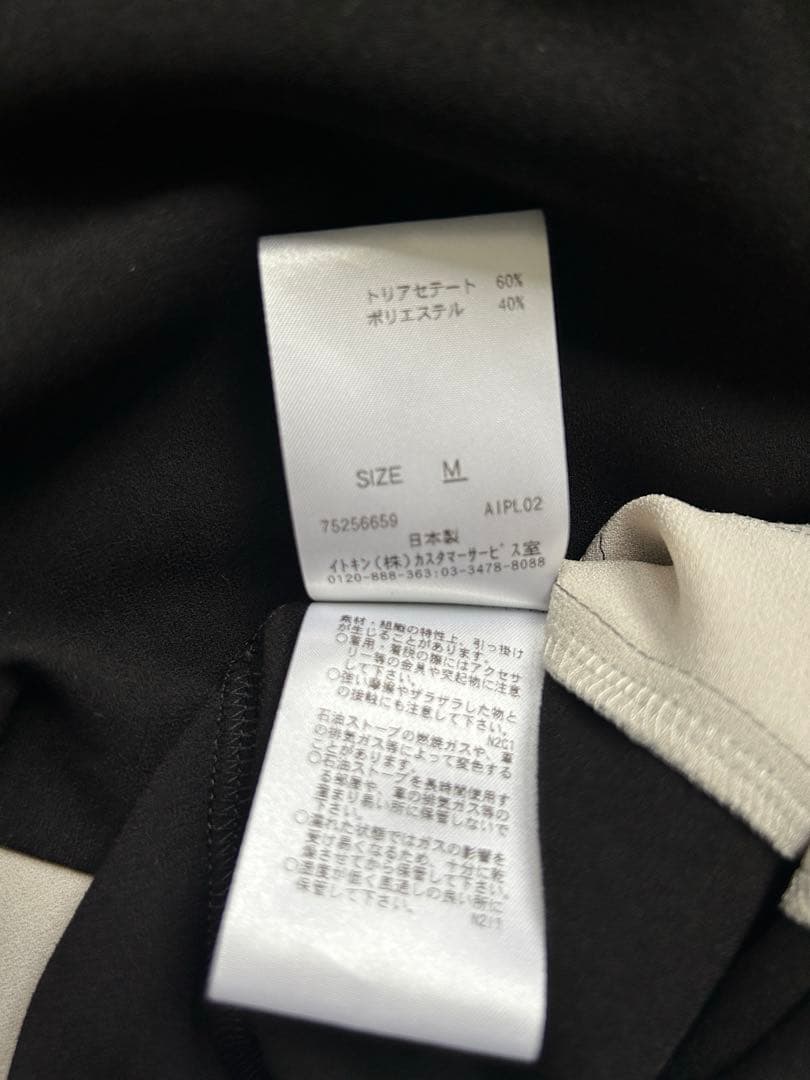 トリアセテート 60%
ポリエステル 40%
SIZE M
75256659 AIPL02
日本製
イトキン(株)カスタマーサービス室
0120-888-363:03-3478-8088
素材・組織の特性上、引っ掛け
が生じることがあります。
○着用・着脱の際にはアクセサ
リー等の金具や突起物に注意
して下さい。
○強い摩擦やザラザラした物と
の接触にも注意して下さい。
N2C1
石油ストーブの燃焼ガスや、車
の排気ガス等によって変色する
ことがあります。
○石油ストーブを長時間使用す
る部屋や、車の排気ガス等の
溜まり易い所に保管しないで
下さい。
○濡れた状態ではガスの影響を
受け易くなるため、すぐに乾
燥させてから保管して下さい。
○湿度が低く風通しの良い所に
保管して下さい。